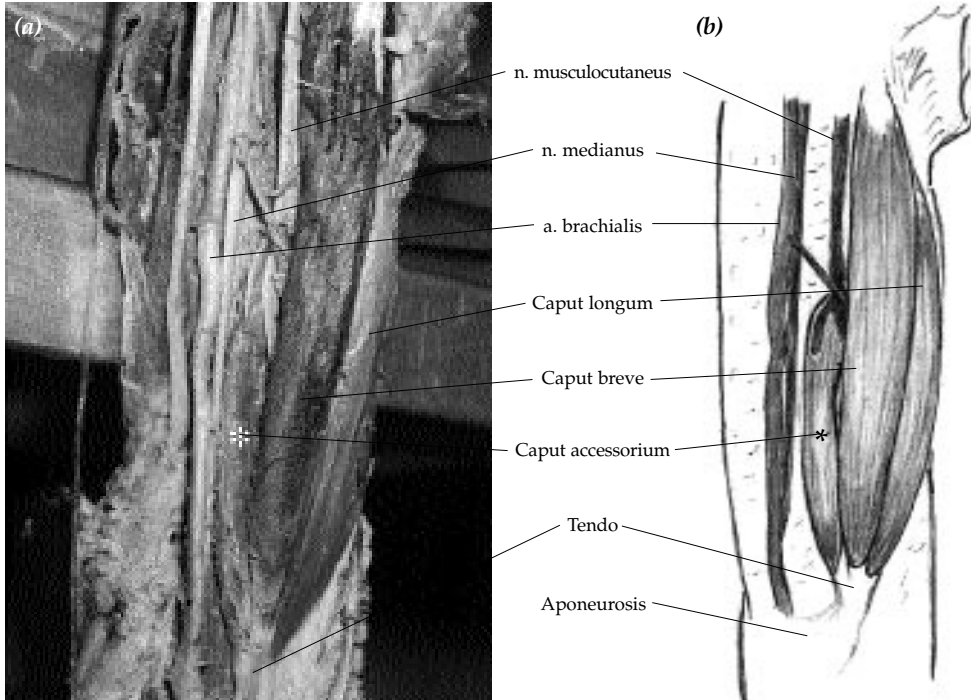 (a)
(b)
n. musculocutaneus
n. medianus
a. brachialis
Caput longum
Caput breve
Caput accessorium
*
Tendo
Aponeurosis